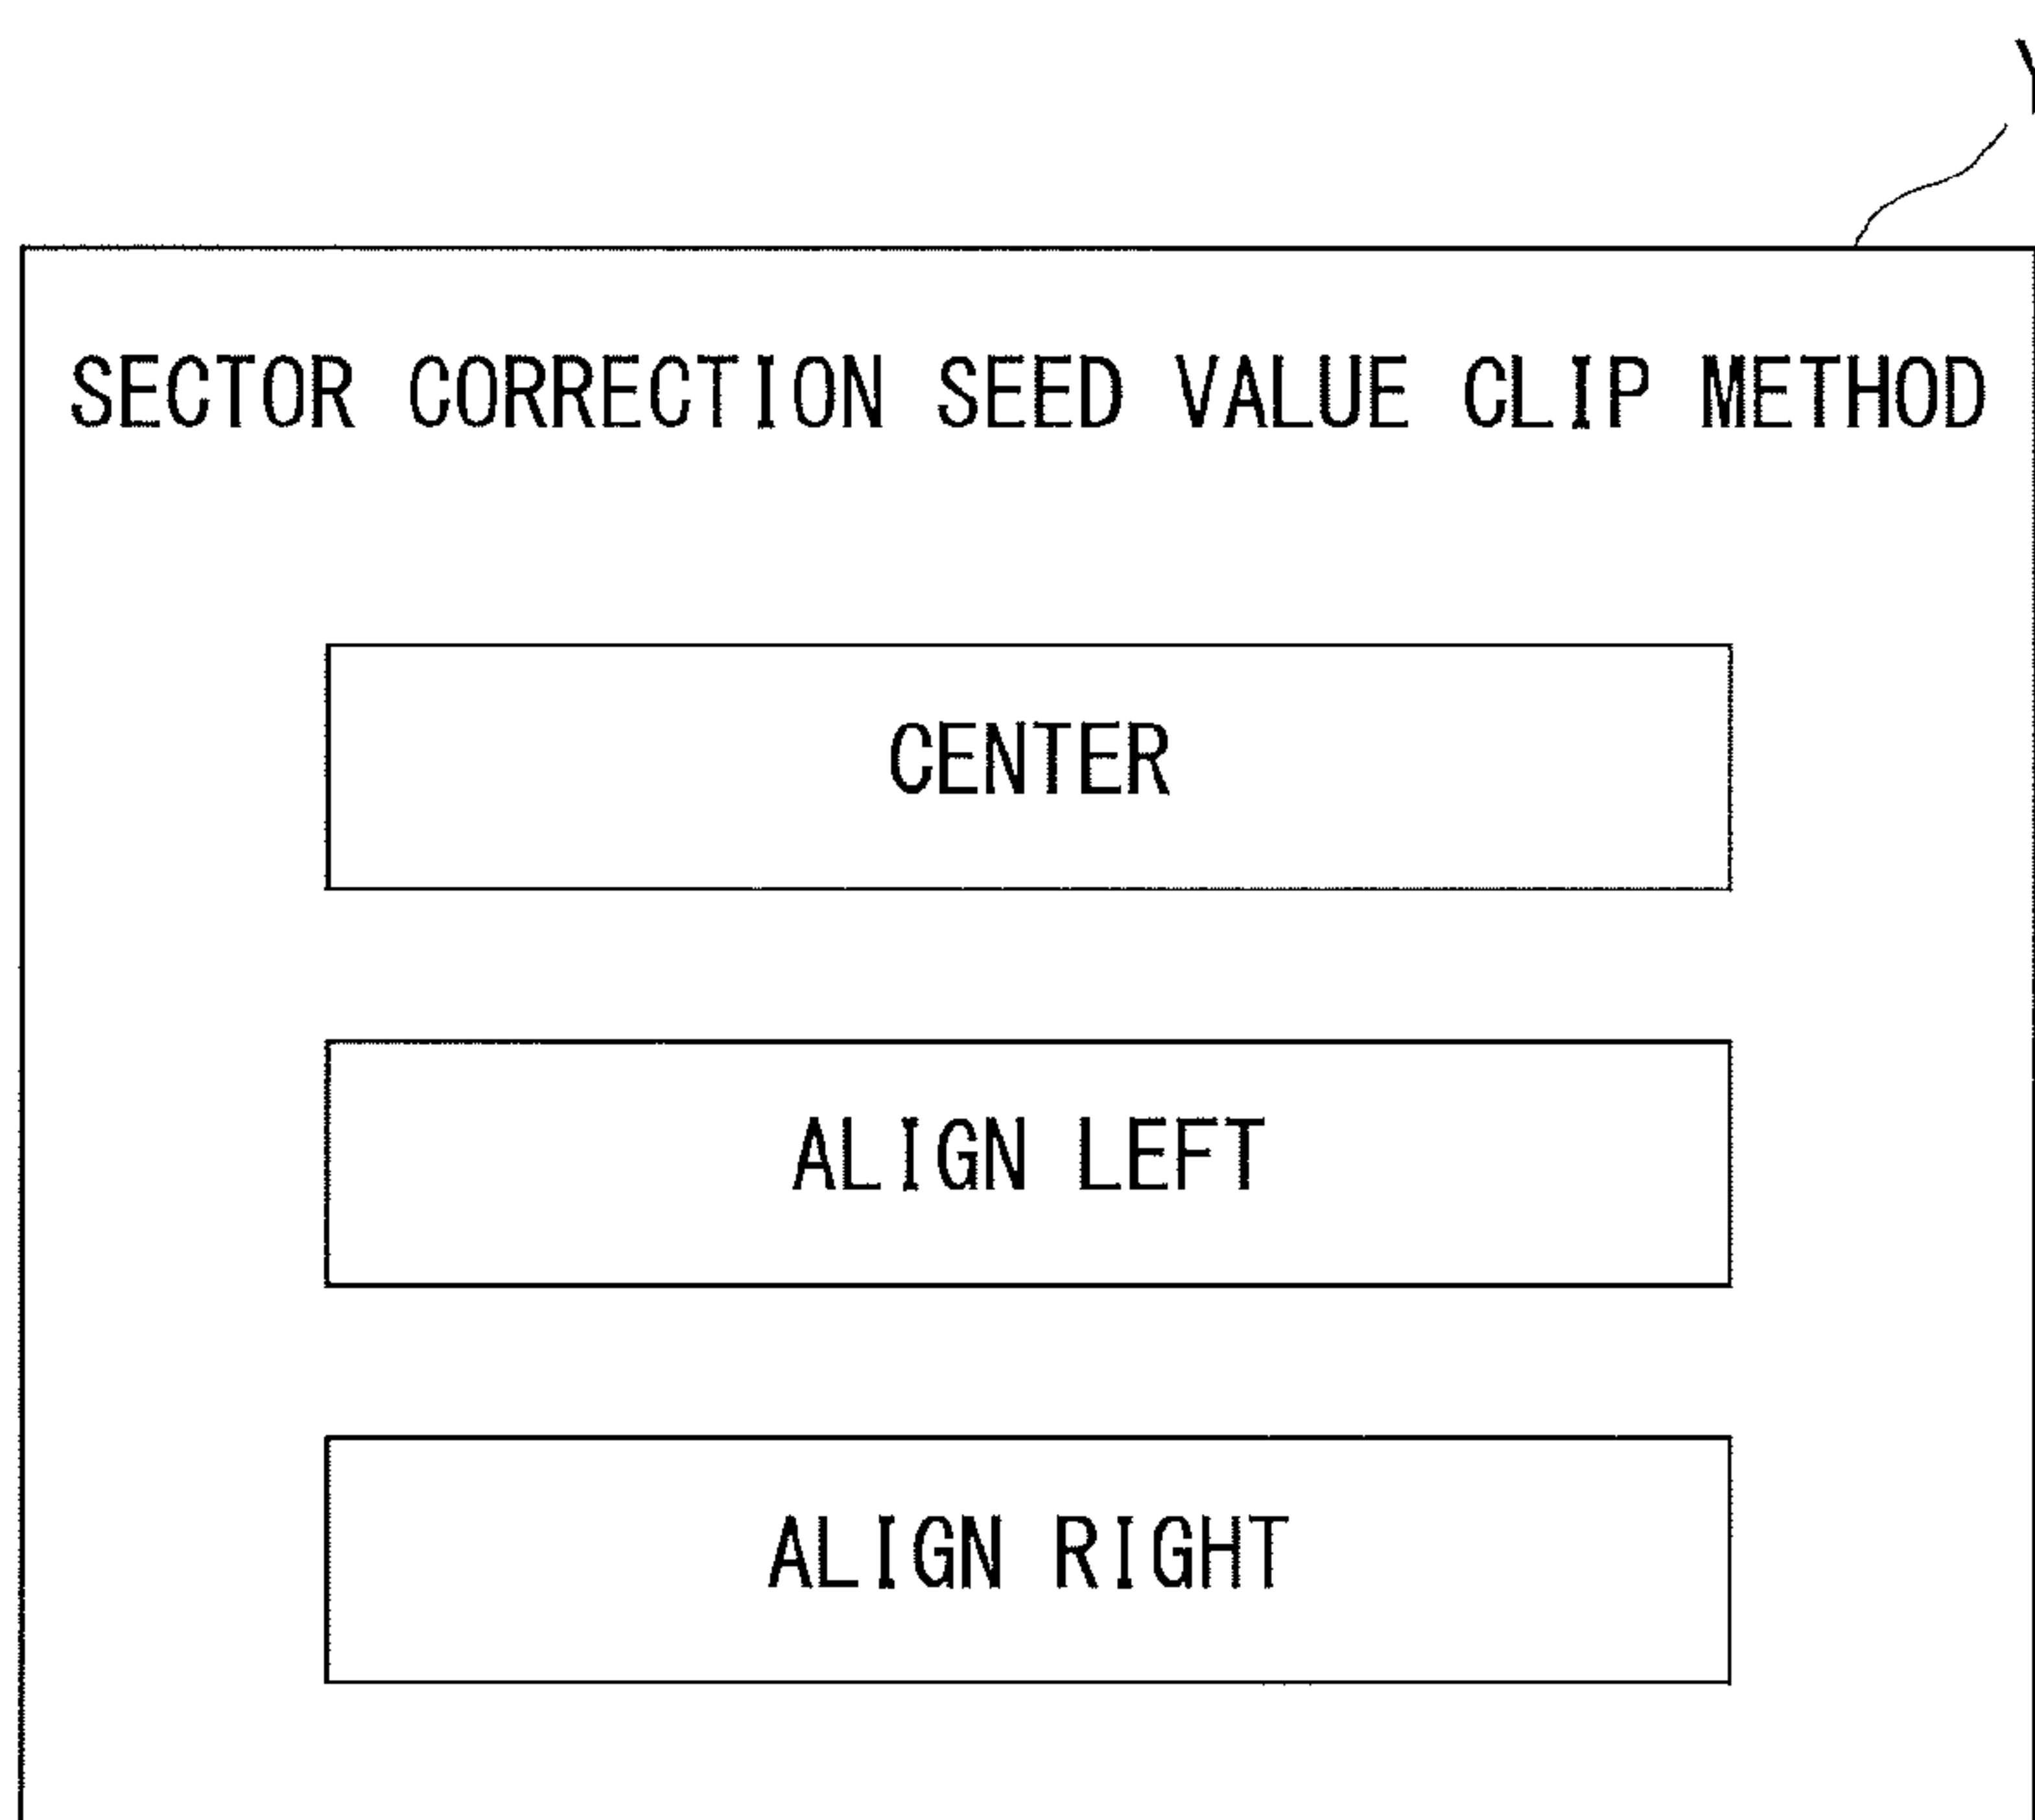 SECTOR CORRECTION SEED VALUE CLIP METHOD
CENTER
ALIGN LEFT
ALIGN RIGHT